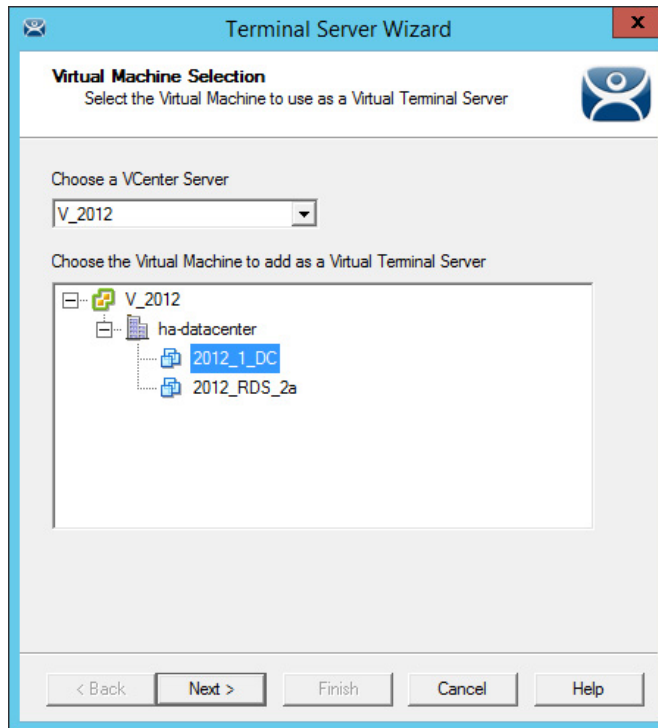 Terminal Server Wizard
x
Virtual Machine Selection
Select the Virtual Machine to use as a Virtual Terminal Server
Choose a VCenter Server
V_2012
Choose the Virtual Machine to add as a Virtual Terminal Server
V_2012
ha-datacenter
2012_1_DC
2012_RDS_2a
< Back Next > Finish Cancel Help